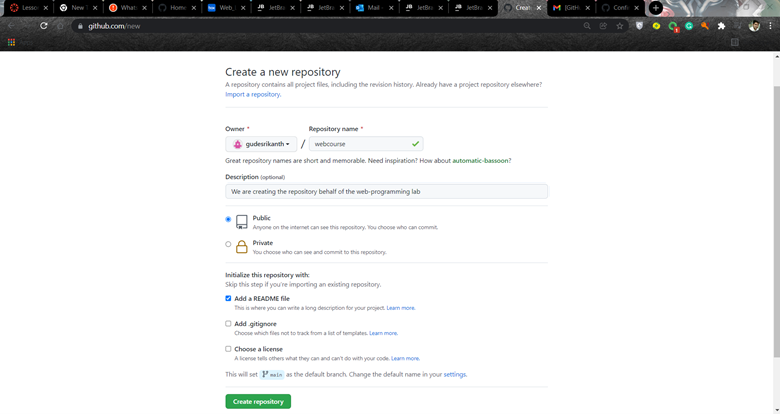 Lesson
New T
What
Home
Web_
JetBra
JetBra
Mail
JetBra
JetBra
Create
[GitH
Confi
github.com/new
Create a new repository
A repository contains all project files, including the revision history. Already have a project repository elsewhere?
Import a repository.
Owner * Repository name *
gudesrikanth / webcourse
Great repository names are short and memorable. Need inspiration? How about automatic-bassoon?
Description (optional)
We are creating the repository behalf of the web-programming lab
Public
Anyone on the internet can see this repository. You choose who can commit.
Private
You choose who can see and commit to this repository.
Initialize this repository with:
Skip this step if you're importing an existing repository.
Add a README file
This is where you can write a long description for your project. Learn more.
Add .gitignore
Choose which files not to track from a list of templates. Learn more.
Choose a license
A license tells others what they can and can't do with your code. Learn more.
This will set main as the default branch. Change the default name in your settings.
Create repository